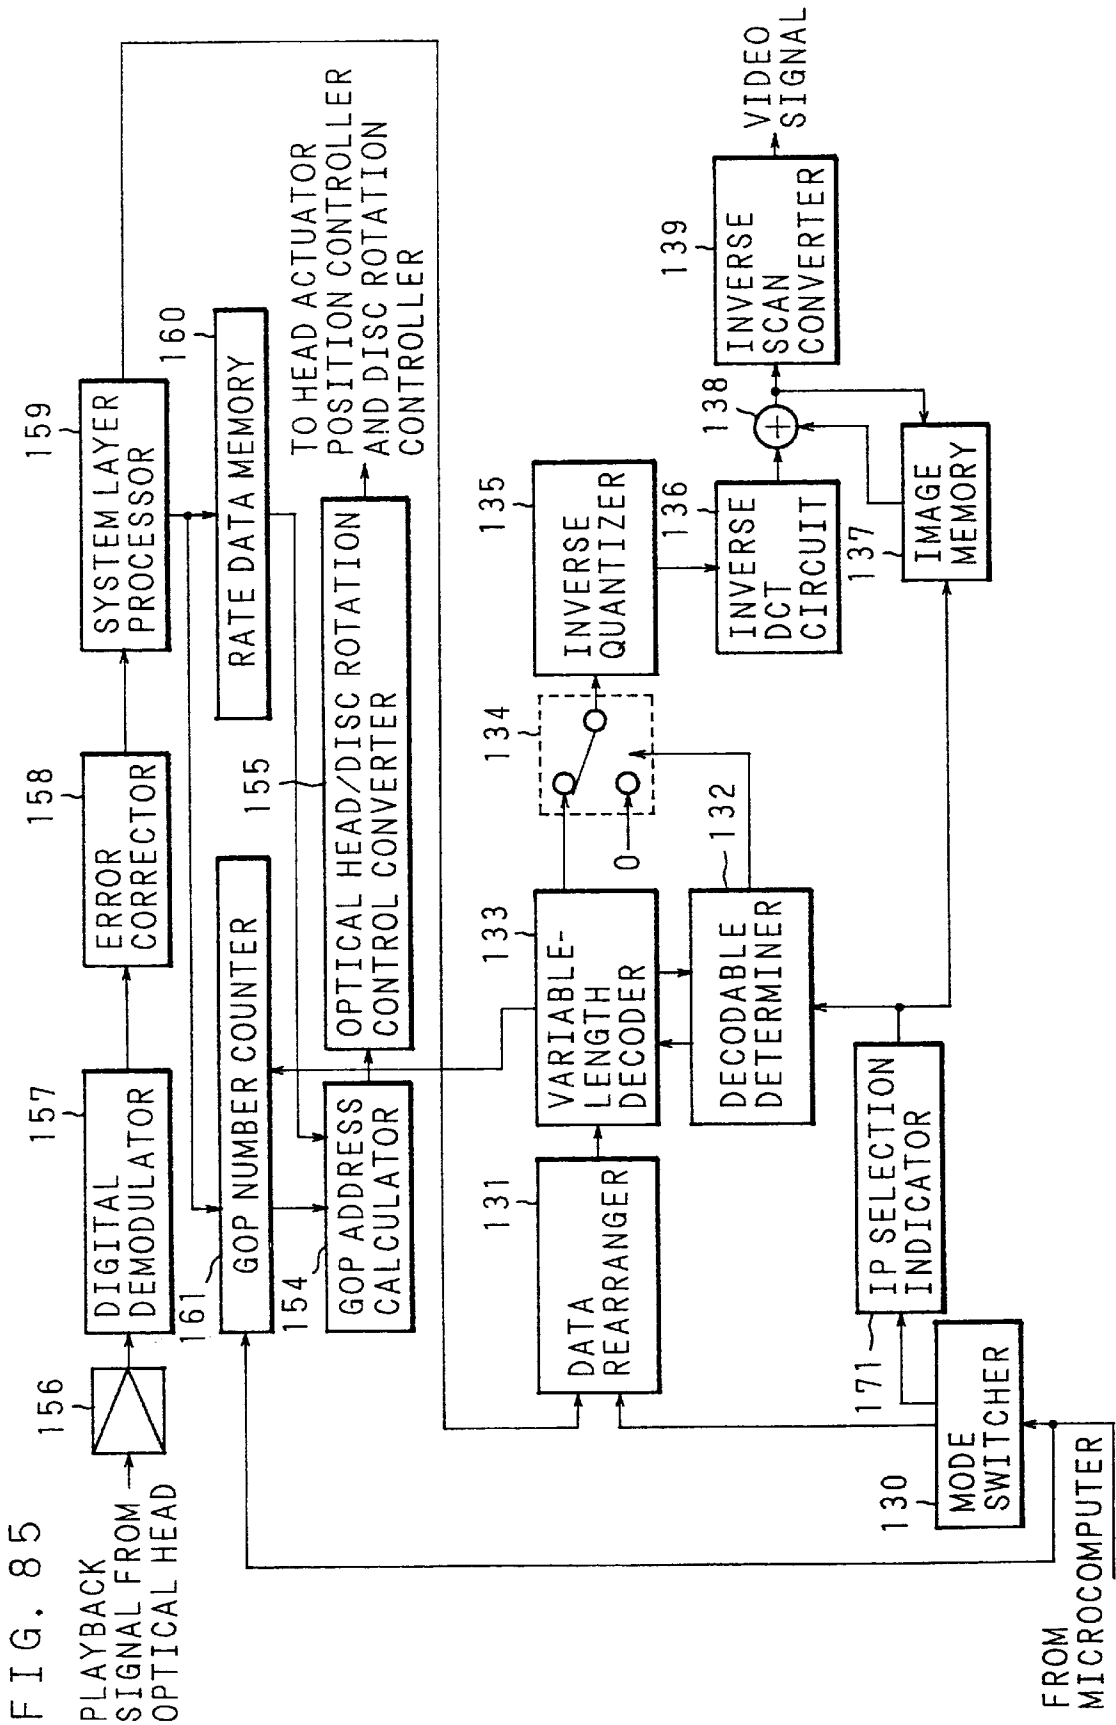 FIG. 85
PLAYBACK
SIGNAL FROM
OPTICAL HEAD
156
157
DIGITAL
DEMODULATOR
158
ERROR
CORRECTOR
159
SYSTEM LAYER
PROCESSOR
161
GOP NUMBER COUNTER
160
RATE DATA MEMORY
154
GOP ADDRESS
CALCULATOR
155
OPTICAL HEAD/DISC ROTATION
CONTROL CONVERTER
TO HEAD ACTUATOR
POSITION CONTROLLER
AND DISC ROTATION
CONTROLLER
131
DATA
REARRANGER
133
VARIABLE-
LENGTH
DECODER
134
0
135
INVERSE
QUANTIZER
132
DECODABLE
DETERMINER
136
INVERSE
DCT
CIRCUIT
138
139
INVERSE
SCAN
CONVERTER
VIDEO
SIGNAL
137
IMAGE
MEMORY
171
IP SELECTION
INDICATOR
130
MODE
SWITCHER
FROM
MICROCOMPUTER